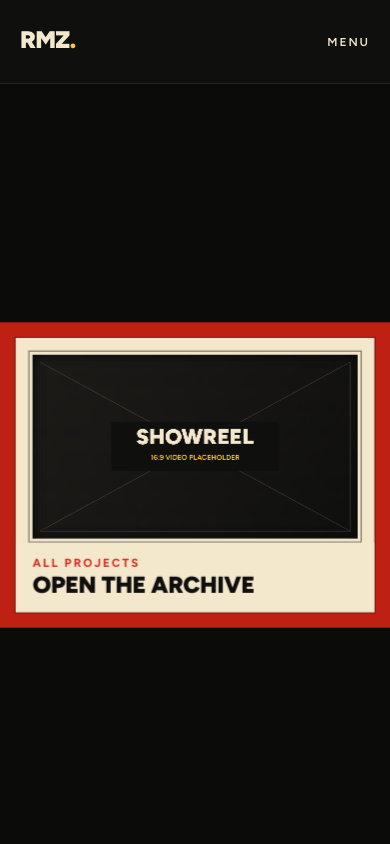 RMZ.
MENU
SHOWREEL
16:9 VIDEO PLACEHOLDER
ALL PROJECTS
OPEN THE ARCHIVE